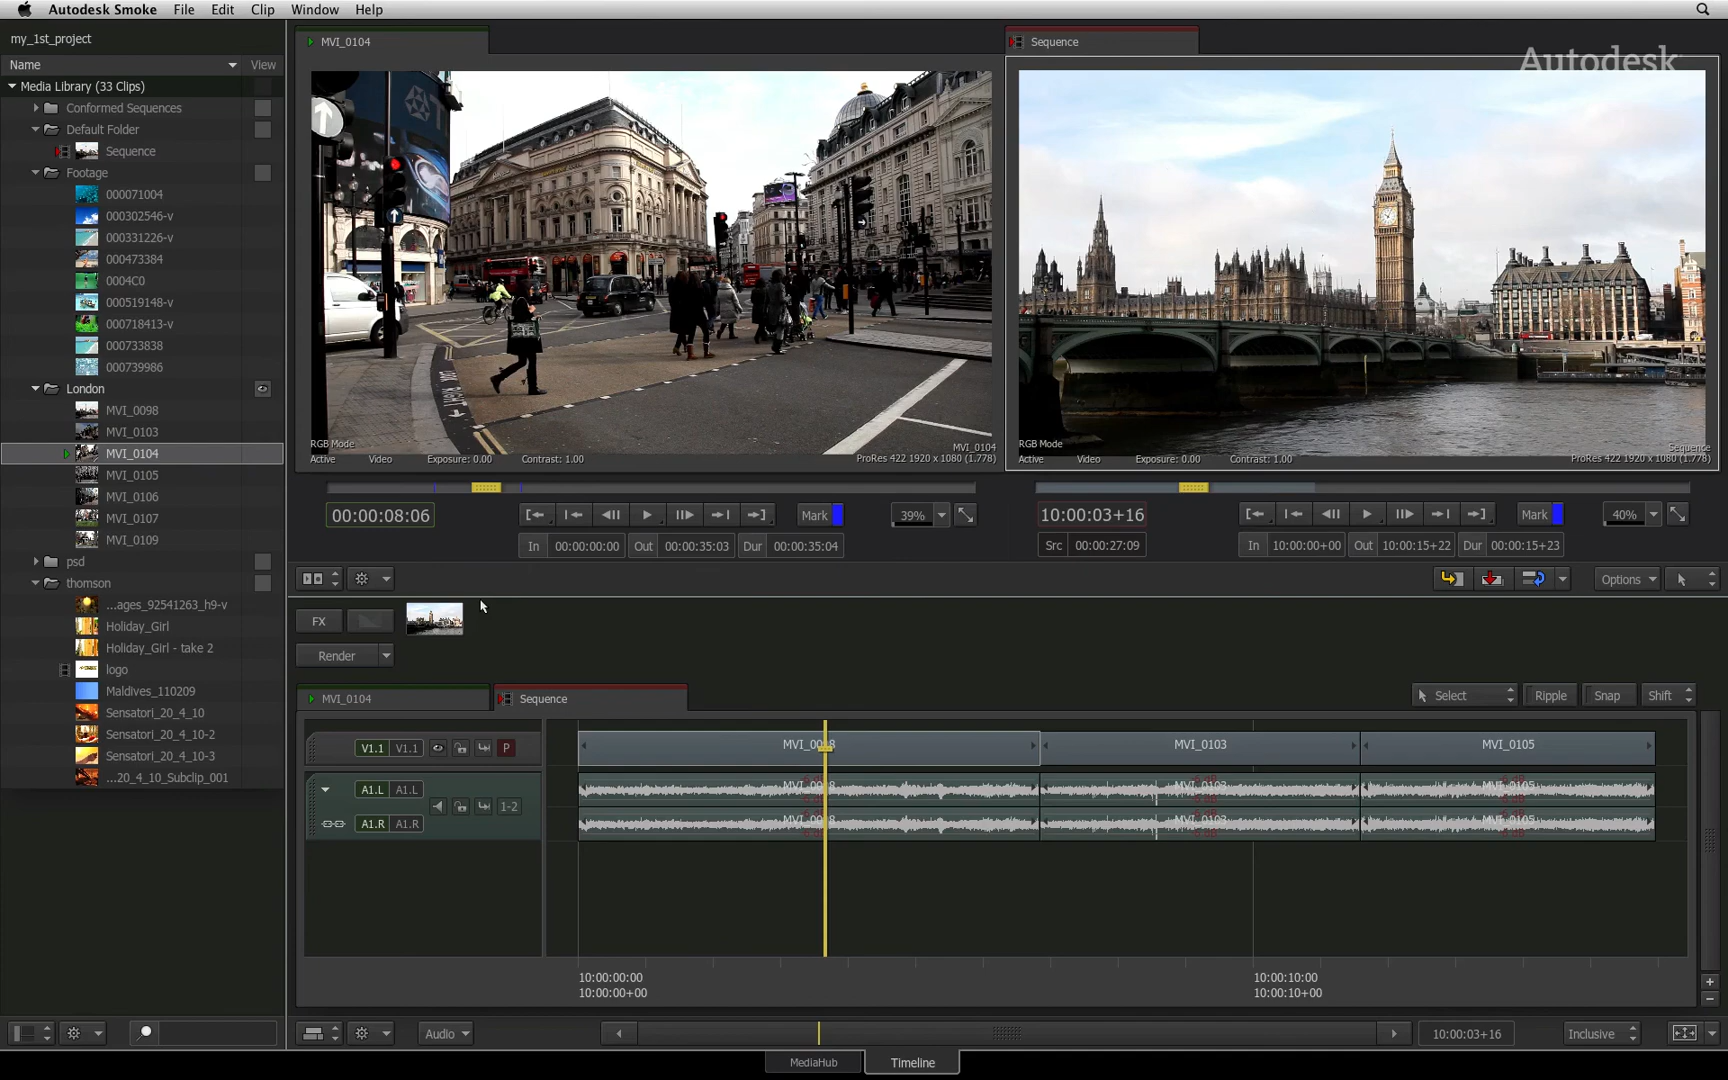 Autodesk Smoke File Edit Clip Window Help
my_1st_project
Name View
Media Library (33 Clips)
Conformed Sequences
Default Folder
Sequence
Footage
000071004
000302546-v
000331226-v
000473384
0004C0
000519148-v
000718413-v
000733838
000739986
London
MVI_0098
MVI_0103
MVI_0104
MVI_0105
MVI_0106
MVI_0107
MVI_0109
psd
thomson
...ages_92541263_h9-v
Holiday_Girl
Holiday_Girl - take 2
logo
Maldives_110209
Sensatori_20_4_10
Sensatori_20_4_10-2
Sensatori_20_4_10-3
...20_4_10_Subclip_001
MVI_0104
Sequence
Autodesk
RGB Mode MVI_0104
Active Video Exposure: 0.00 Contrast: 1.00 ProRes 422 1920 x 1080 (1.778)
RGB Mode Sequence
Active Video Exposure: 0.00 Contrast: 1.00 ProRes 422 1920 x 1080 (1.778)
00:00:08:06 Mark 39%
In 00:00:00:00 Out 00:00:35:03 Dur 00:00:35:04
10:00:03+16 Mark 40%
Src 00:00:27:09 In 10:00:00+00 Out 10:00:15+22 Dur 00:00:15+23
Options
FX
Render
MVI_0104 Sequence Select Ripple Snap Shift
V1.1 V1.1 P MVI_0103 MVI_0105
A1.L A1.L MVI_0103 MVI_0105
1-2
A1.R A1.R MVI_0103 MVI_0105
10:00:00:00 10:00:10:00
10:00:00+00 10:00:10+00
Audio 10:00:03+16 Inclusive
MediaHub Timeline